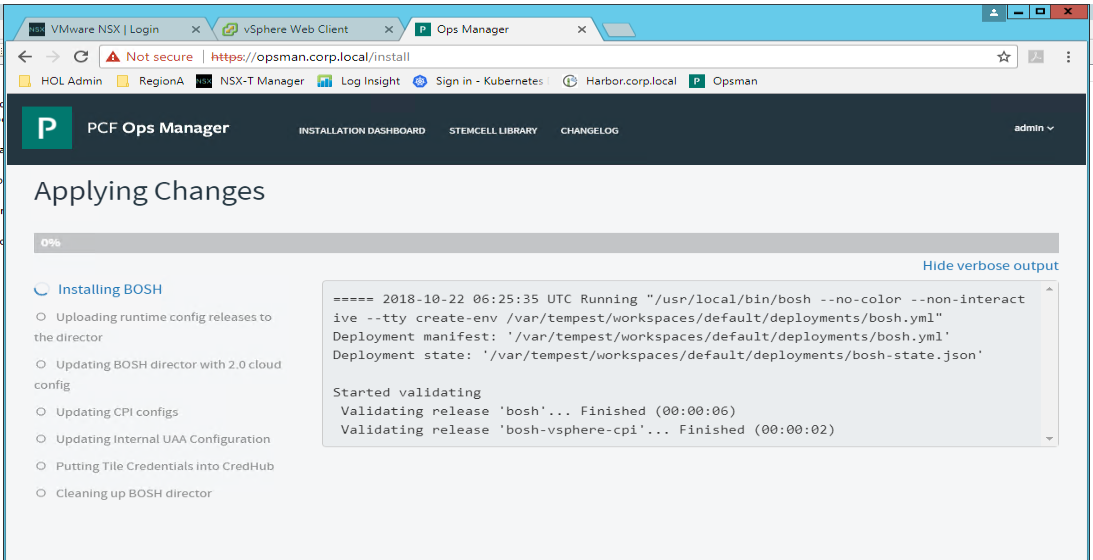 VMware NSX | Login
vSphere Web Client
Ops Manager
Not secure | https://opsman.corp.local/install
HOL Admin
RegionA
NSX NSX-T Manager
Log Insight
Sign in - Kubernetes
Harbor.corp.local
P Opsman
P PCF Ops Manager
INSTALLATION DASHBOARD
STEMCELL LIBRARY
CHANGELOG
admin
Applying Changes
0%
Hide verbose output
Installing BOSH
Uploading runtime config releases to
the director
Updating BOSH director with 2.0 cloud
config
Updating CPI configs
Updating Internal UAA Configuration
Putting Tile Credentials into CredHub
Cleaning up BOSH director
===== 2018-10-22 06:25:35 UTC Running "/usr/local/bin/bosh --no-color --non-interact
ive --tty create-env /var/tempest/workspaces/default/deployments/bosh.yml"
Deployment manifest: '/var/tempest/workspaces/default/deployments/bosh.yml'
Deployment state: '/var/tempest/workspaces/default/deployments/bosh-state.json'
Started validating
Validating release 'bosh'... Finished (00:00:06)
Validating release 'bosh-vsphere-cpi'... Finished (00:00:02)